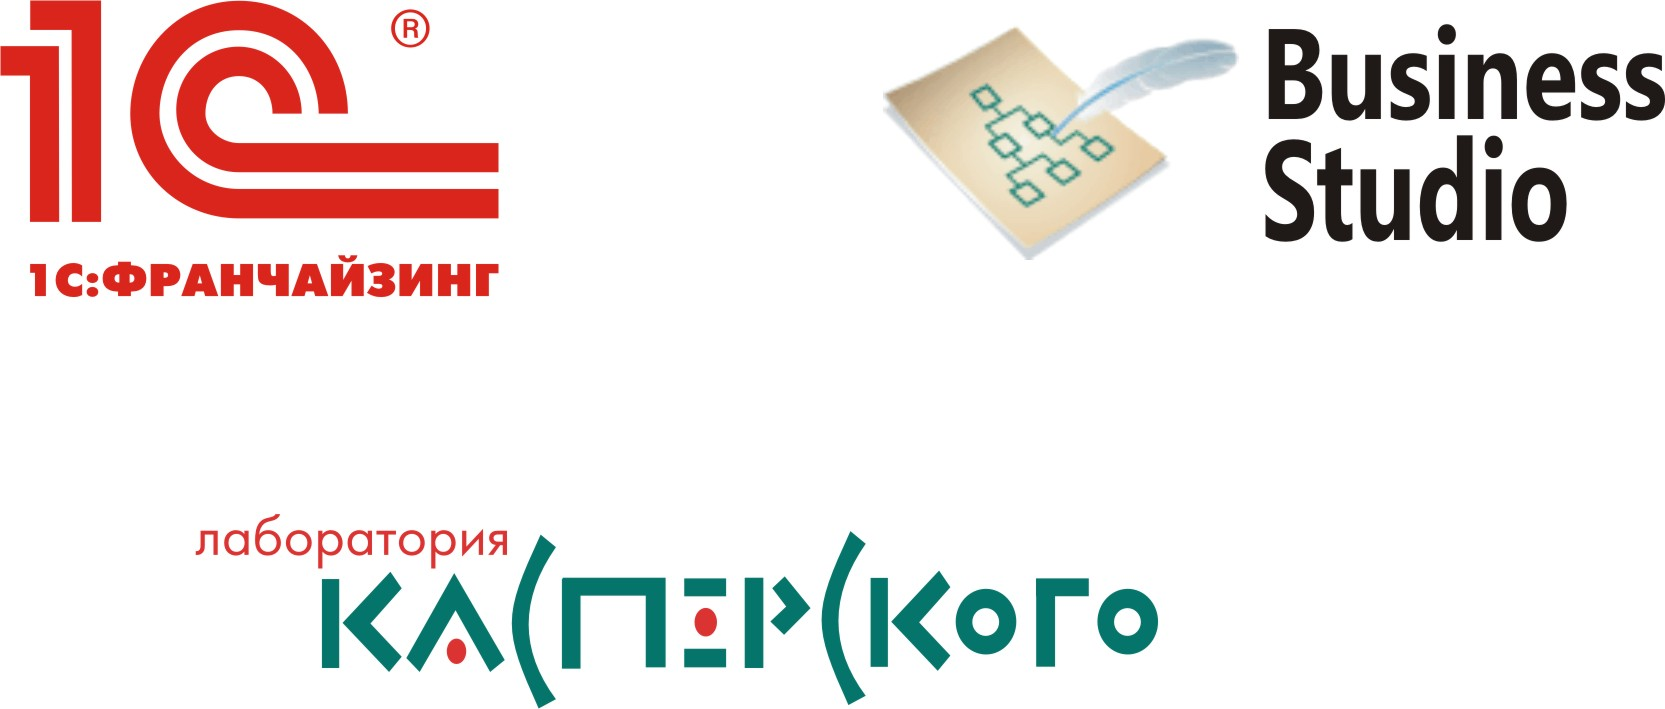 1С®
1С:ФРАНЧАЙЗИНГ
Business
Studio
лаборатория
КАСПЕРСКОГО